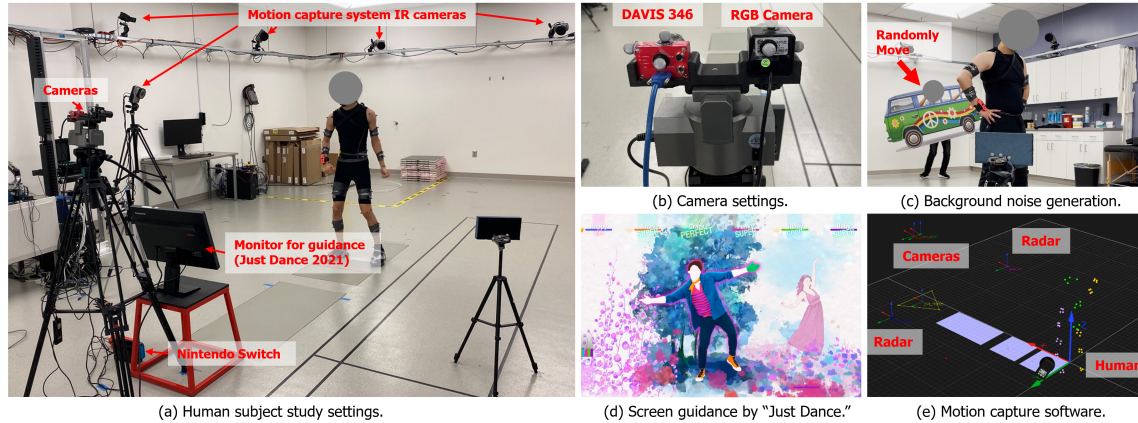 Motion capture system IR cameras
Cameras
Monitor for guidance
(Just Dance 2021)
Nintendo Switch
(a) Human subject study settings.
DAVIS 346
RGB Camera
(b) Camera settings.
Randomly
Move
(c) Background noise generation.
PERFECT
SUPER
(d) Screen guidance by “Just Dance.”
Cameras
Radar
Radar
Human
(e) Motion capture software.